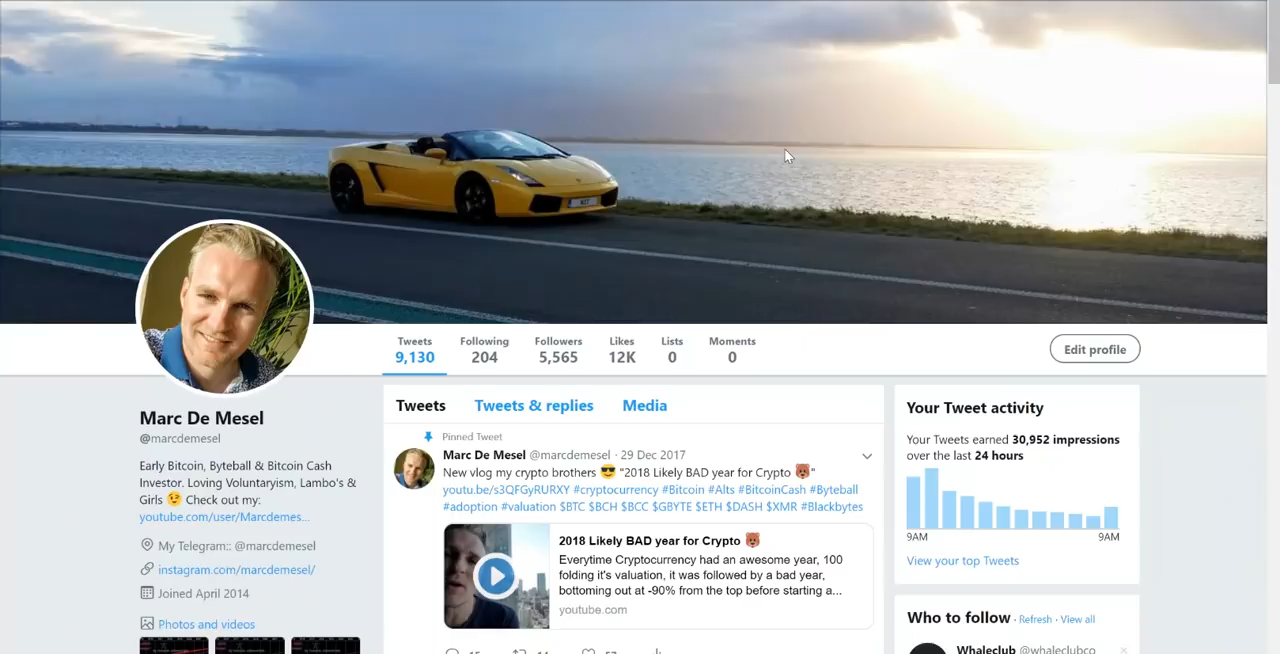 Tweets
9,130
Following
204
Followers
5,565
Likes
12K
Lists
0
Moments
0
Edit profile
Marc De Mesel
@marcdemesel
Early Bitcoin, Byteball & Bitcoin Cash
Investor. Loving Voluntaryism, Lambo's &
Girls 😉 Check out my:
youtube.com/user/Marcdemes...
My Telegram:: @marcdemesel
instagram.com/marcdemesel/
Joined April 2014
Photos and videos
Tweets Tweets & replies Media
Pinned Tweet
Marc De Mesel @marcdemesel · 29 Dec 2017
New vlog my crypto brothers 😎 "2018 Likely BAD year for Crypto 🐻"
youtu.be/s3QFGyRURXY #cryptocurrency #Bitcoin #Alts #BitcoinCash #Byteball
#adoption #valuation $BTC $BCH $BCC $GBYTE $ETH $DASH $XMR #Blackbytes
2018 Likely BAD year for Crypto 🐻
Everytime Cryptocurrency had an awesome year, 100
folding it's valuation, it was followed by a bad year,
bottoming out at -90% from the top before starting a...
youtube.com
Your Tweet activity
Your Tweets earned 30,952 impressions
over the last 24 hours
9AM 9AM
View your top Tweets
Who to follow · Refresh · View all
Whaleclub @whaleclubco